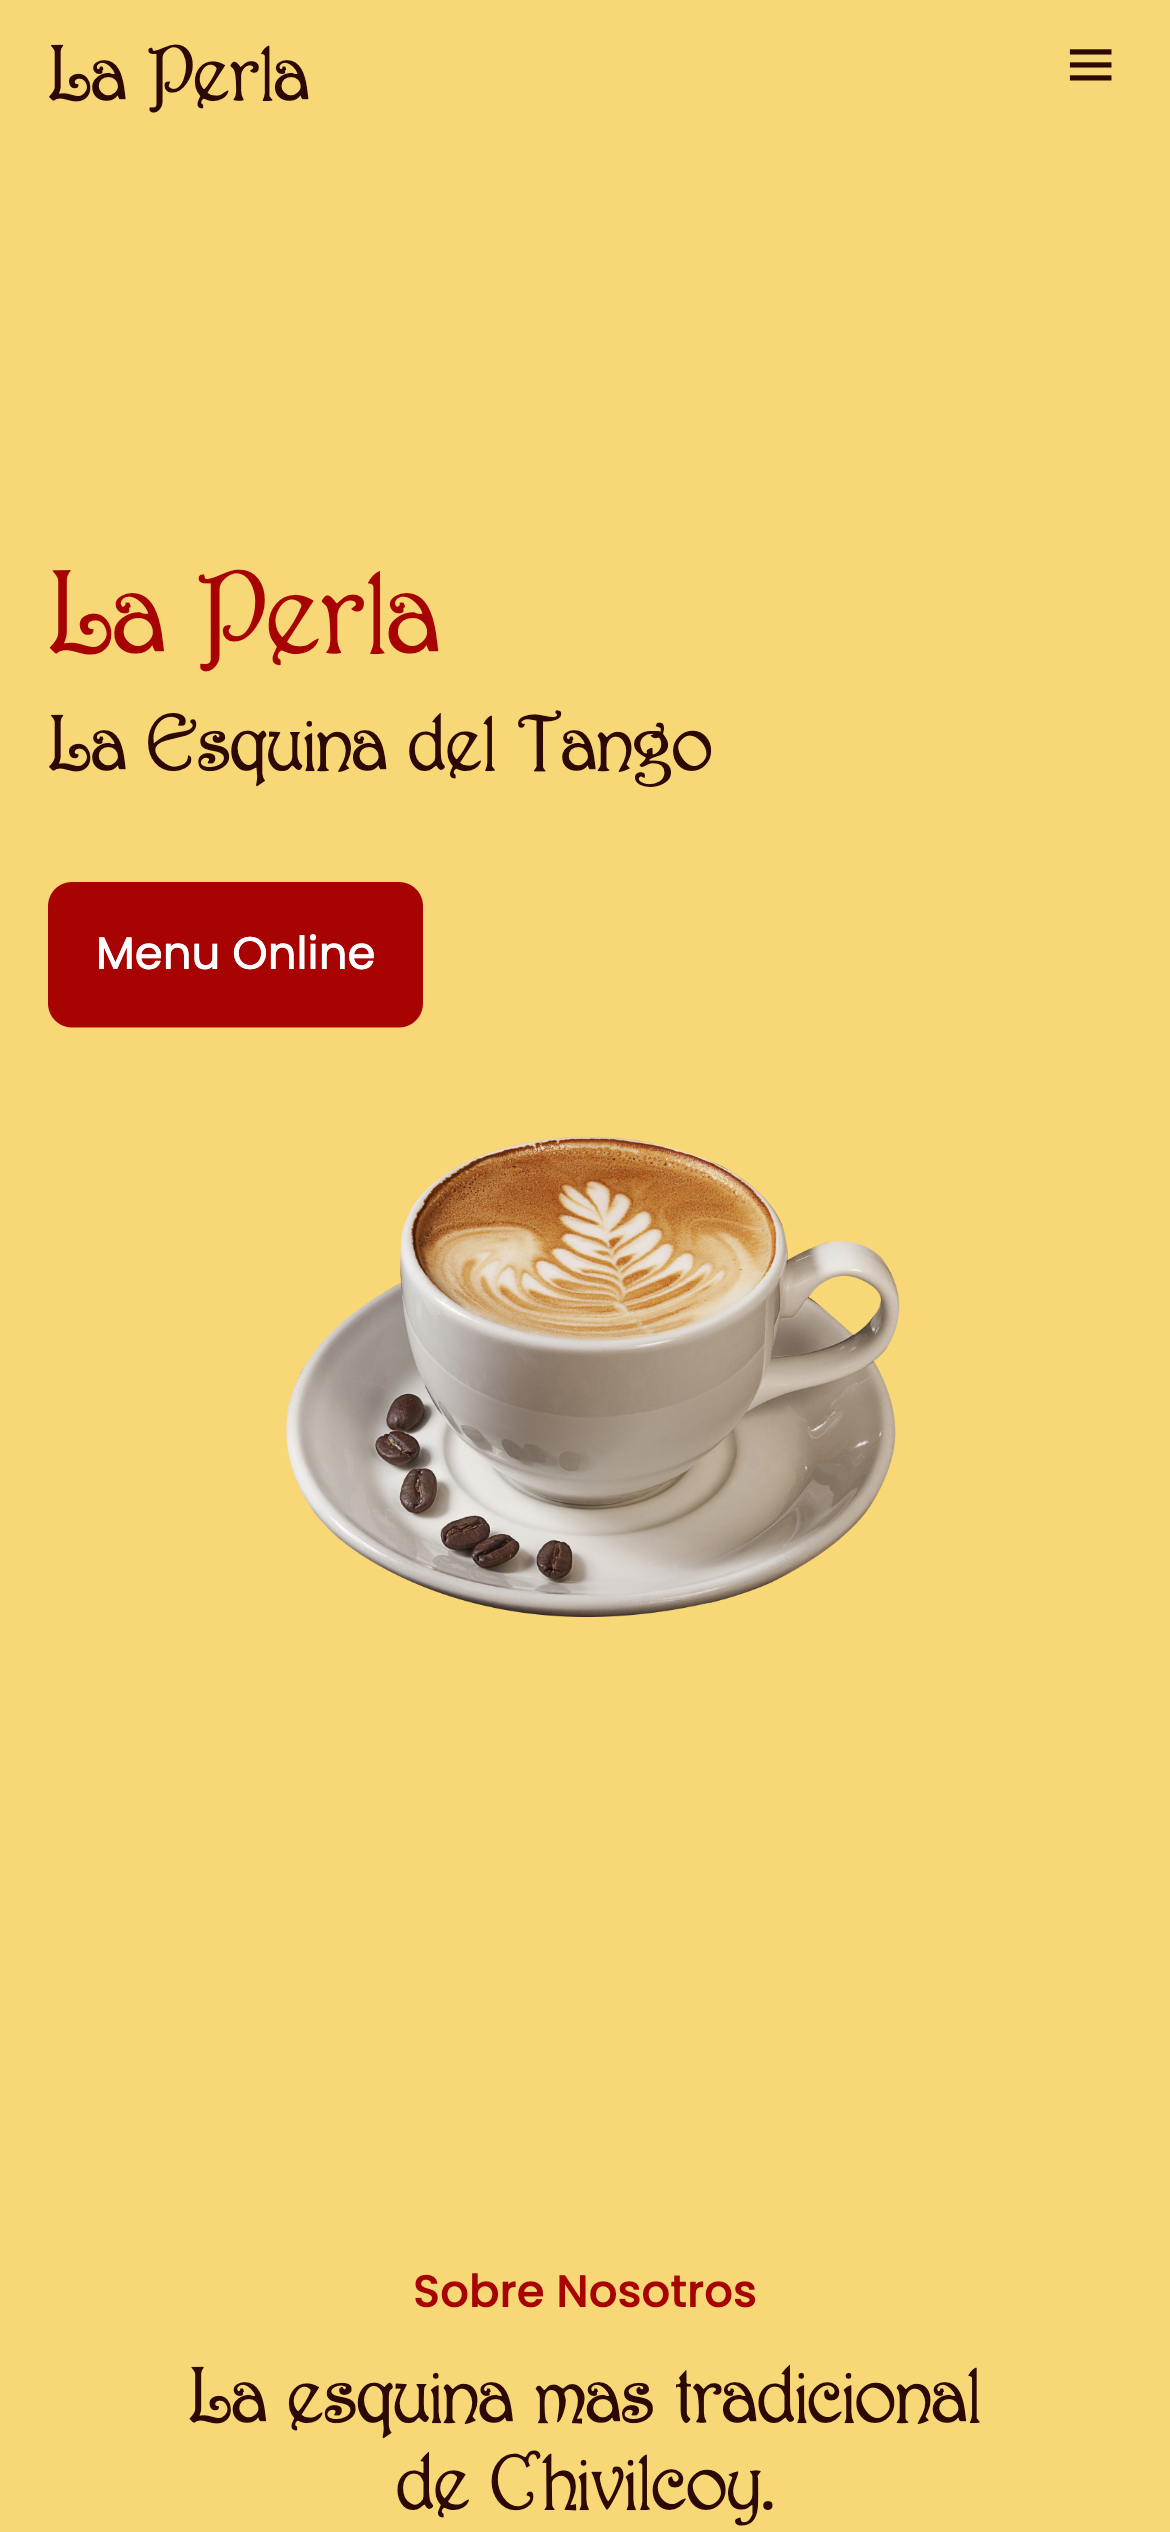 La Perla
La Perla
La Esquina del Tango
Menu Online
Sobre Nosotros
La esquina mas tradicional
de Chivilcoy.